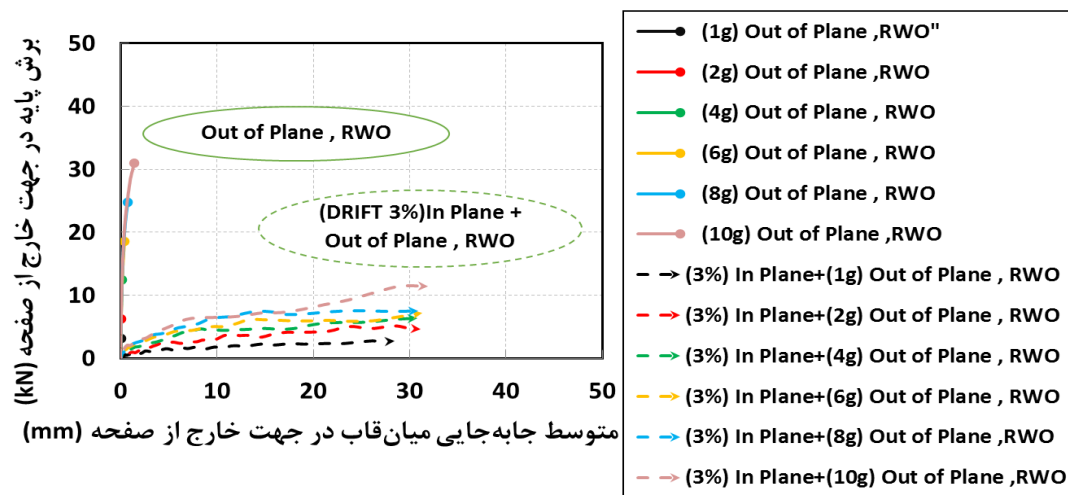 برش پایه در جهت خارج از صفحه (kN)
50
40
30
20
10
0
Out of Plane , RWO
(DRIFT 3%)In Plane +
Out of Plane , RWO
0 10 20 30 40 50
متوسط جابه‌جایی میان‌قاب در جهت خارج از صفحه (mm)
(1g) Out of Plane ,RWO"
(2g) Out of Plane ,RWO
(4g) Out of Plane , RWO
(6g) Out of Plane , RWO
(8g) Out of Plane , RWO
(10g) Out of Plane ,RWO
(3%) In Plane+(1g) Out of Plane , RWO
(3%) In Plane+(2g) Out of Plane , RWO
(3%) In Plane+(4g) Out of Plane , RWO
(3%) In Plane+(6g) Out of Plane , RWO
(3%) In Plane+(8g) Out of Plane ,RWO
(3%) In Plane+(10g) Out of Plane ,RWO